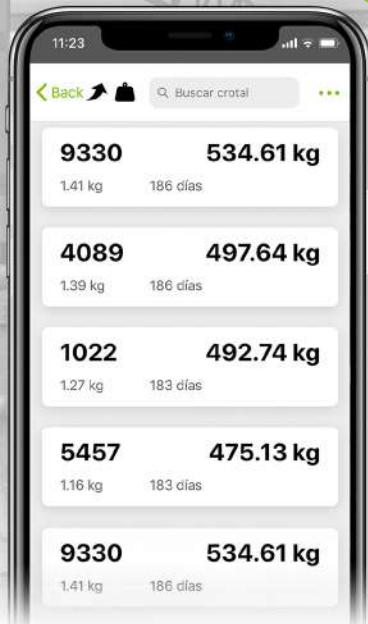 11:23
Back Buscar crotal
9330 534.61 kg
1.41 kg 186 días
4089 497.64 kg
1.39 kg 186 días
1022 492.74 kg
1.27 kg 183 días
5457 475.13 kg
1.16 kg 183 días
9330 534.61 kg
1.41 kg 186 días